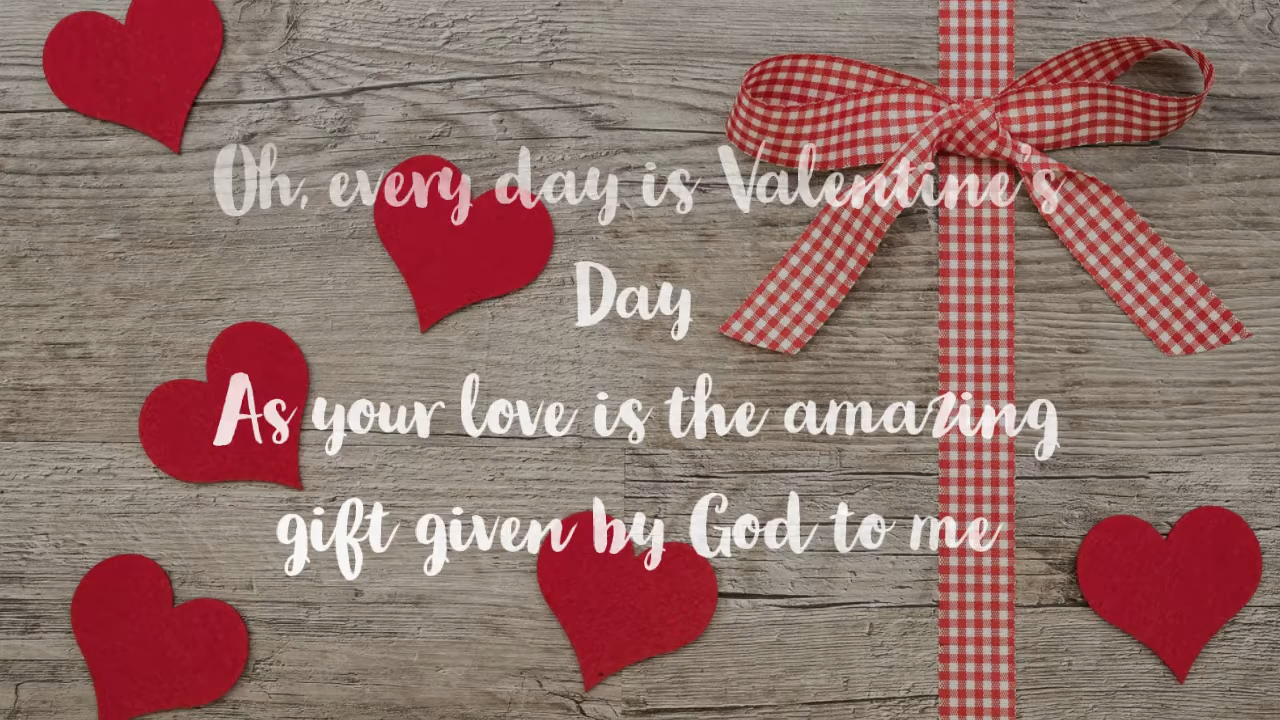 Oh, every day is Valentine's
Day
As your love is the amazing
gift given by God to me